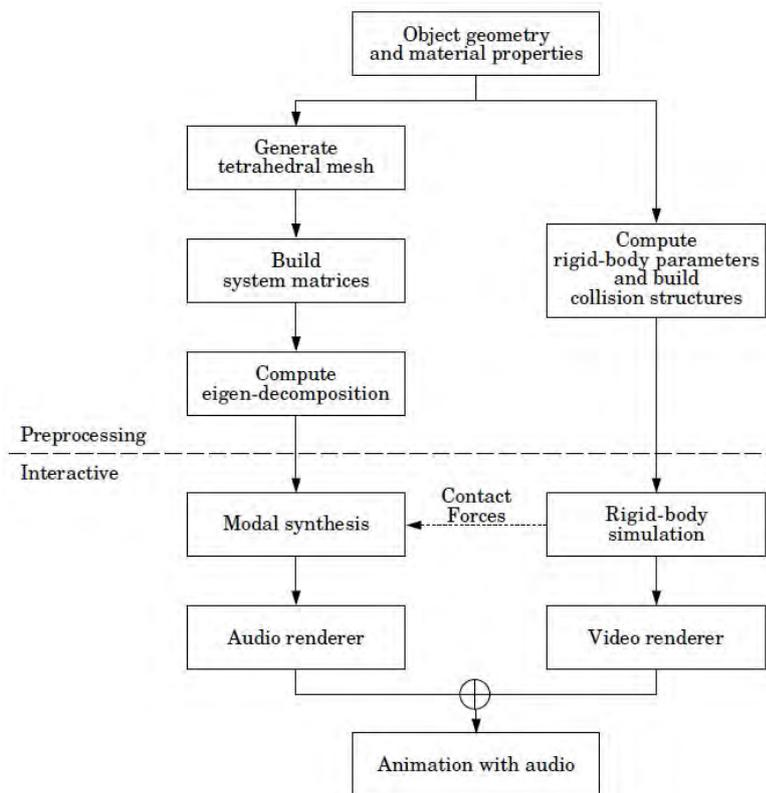 Object geometry
and material properties
Generate
tetrahedral mesh
Build
system matrices
Compute
rigid-body parameters
and build
collision structures
Compute
eigen-decomposition
Preprocessing
Interactive
Modal synthesis
Contact
Forces
Rigid-body
simulation
Audio renderer
Video renderer
Animation with audio